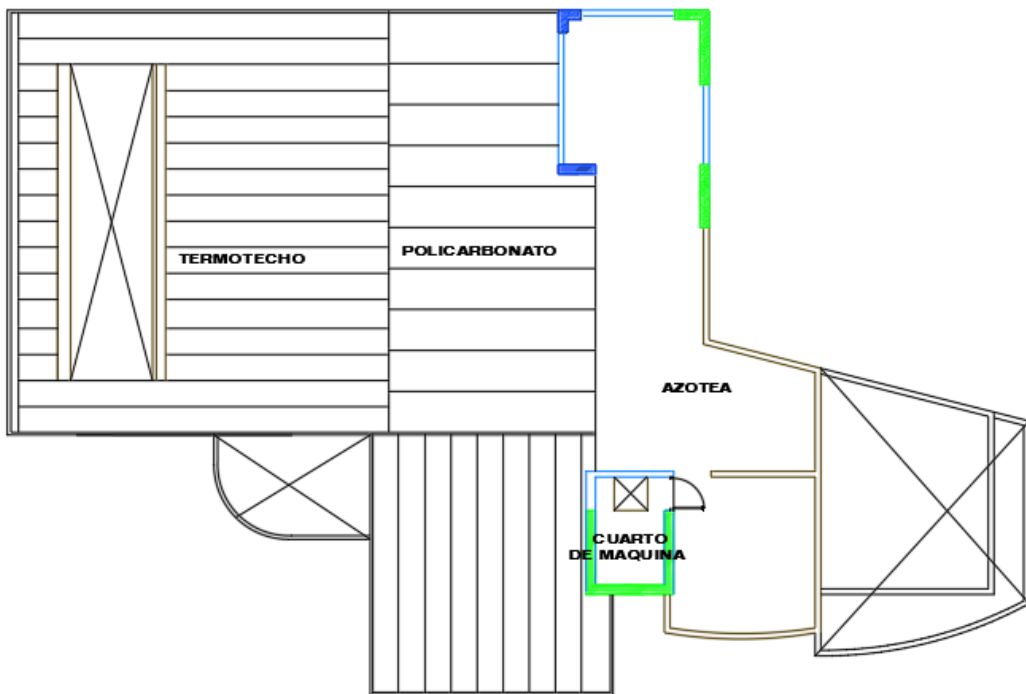 TERMOTECHO
POLICARBONATO
AZOTEA
CUARTO
DE MAQUINA